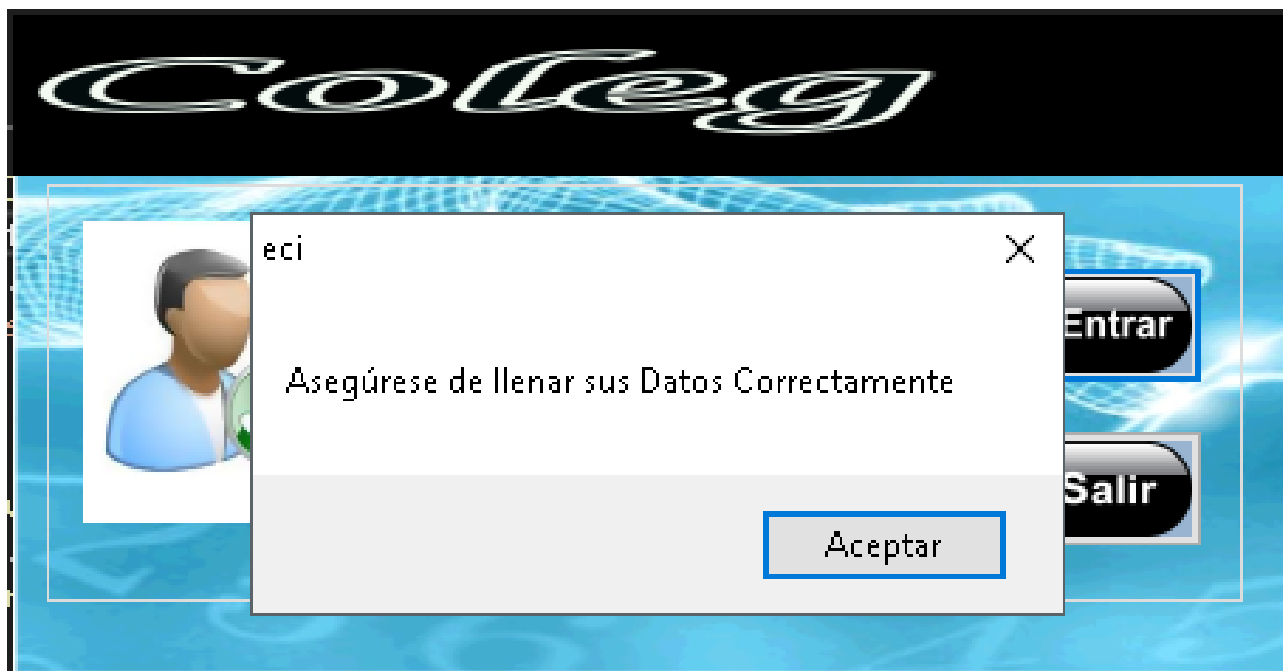 Coleg
eci
Asegúrese de llenar sus Datos Correctamente
Entrar
Salir
Aceptar